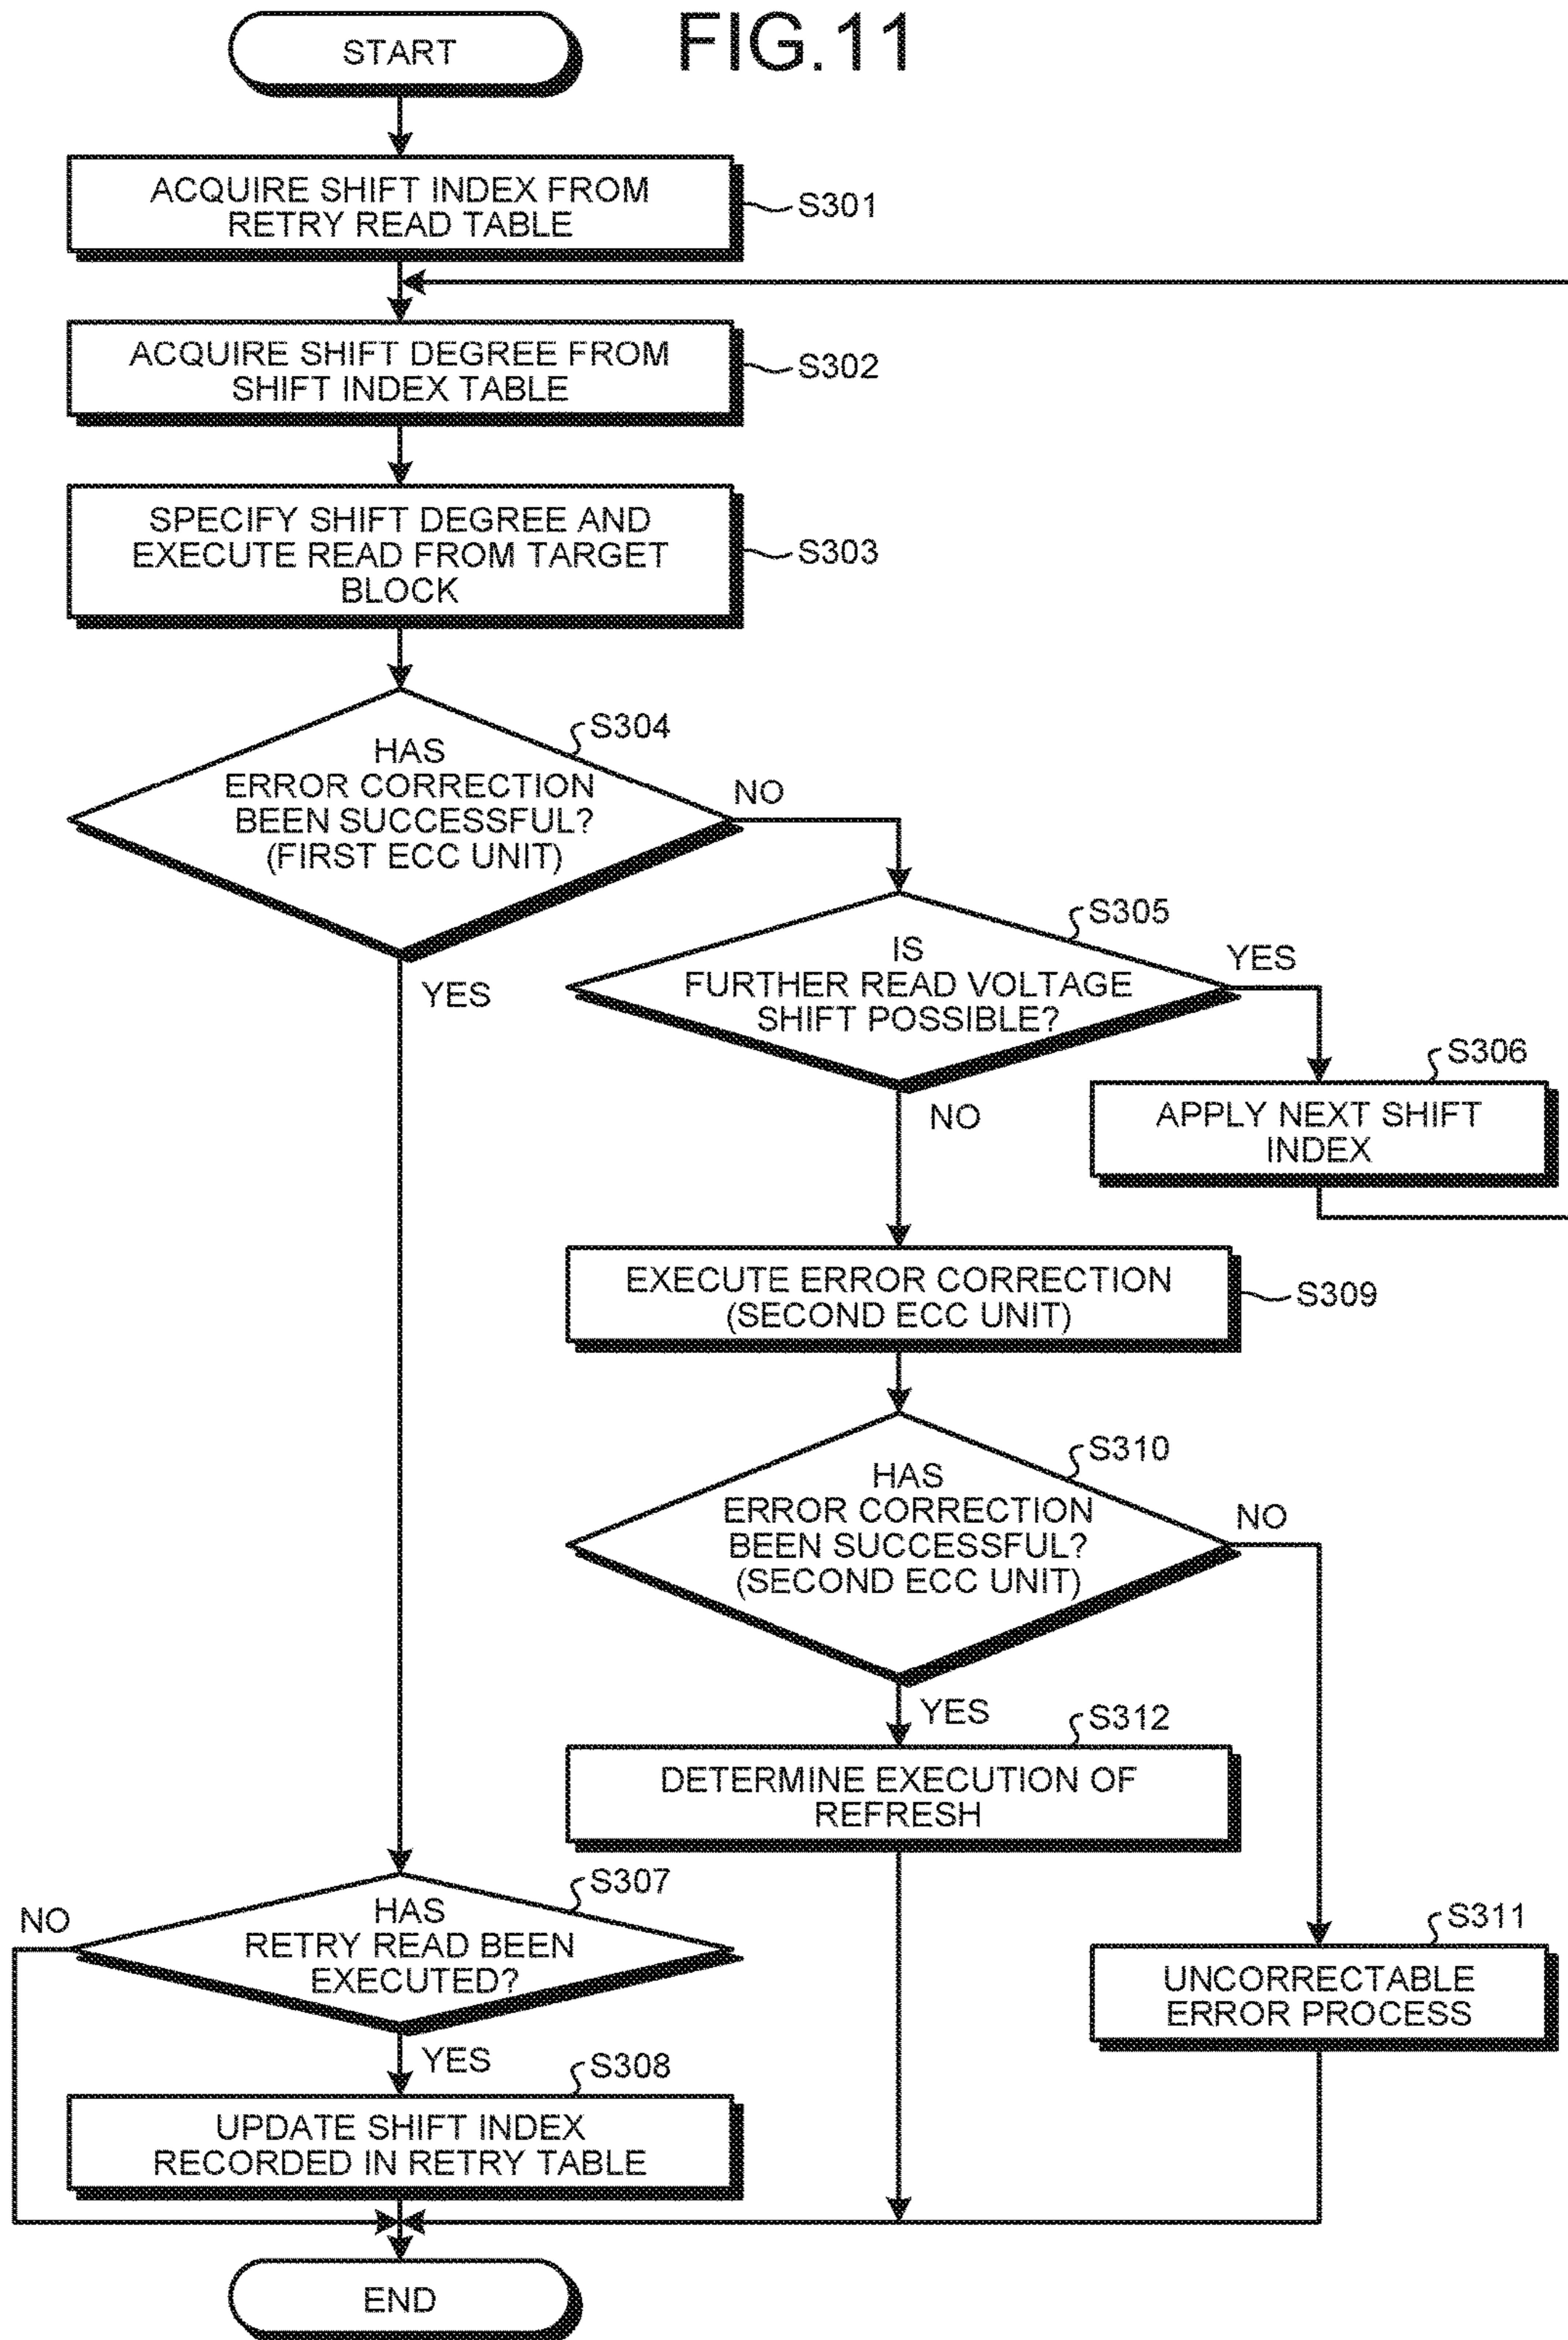 FIG.11
START
ACQUIRE SHIFT INDEX FROM
RETRY READ TABLE
S301
ACQUIRE SHIFT DEGREE FROM
SHIFT INDEX TABLE
S302
SPECIFY SHIFT DEGREE AND
EXECUTE READ FROM TARGET
BLOCK
S303
S304
HAS
ERROR CORRECTION
BEEN SUCCESSFUL?
(FIRST ECC UNIT)
NO
YES
S305
IS
FURTHER READ VOLTAGE
SHIFT POSSIBLE?
YES
NO
S306
APPLY NEXT SHIFT
INDEX
EXECUTE ERROR CORRECTION
(SECOND ECC UNIT)
S309
S310
HAS
ERROR CORRECTION
BEEN SUCCESSFUL?
(SECOND ECC UNIT)
NO
YES
S312
DETERMINE EXECUTION OF
REFRESH
S307
HAS
RETRY READ BEEN
EXECUTED?
NO
YES
S311
UNCORRECTABLE
ERROR PROCESS
S308
UPDATE SHIFT INDEX
RECORDED IN RETRY TABLE
END